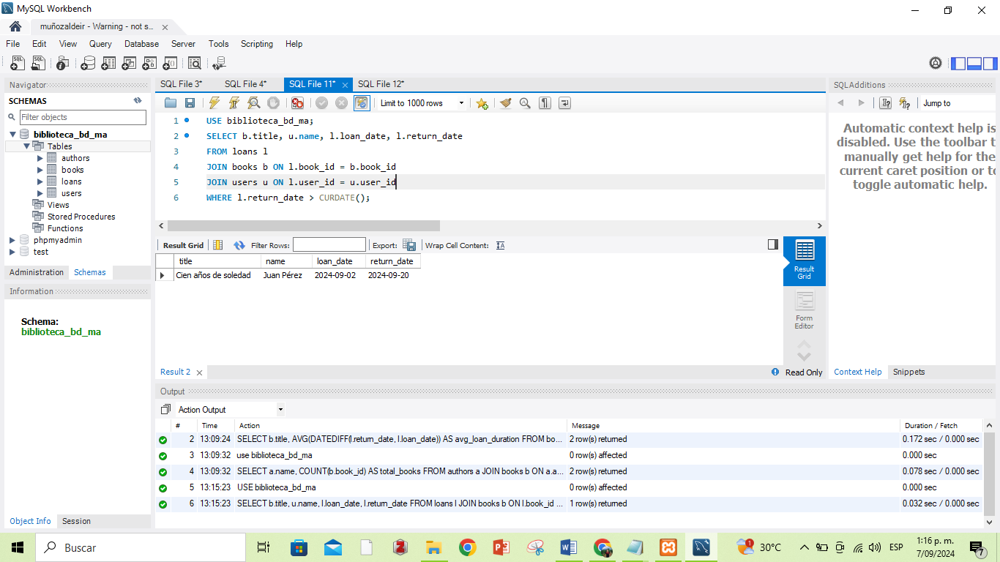 MySQL Workbench
muñozaldeir - Warning - not s...
File Edit View Query Database Server Tools Scripting Help
Navigator
SCHEMAS
Filter objects
biblioteca_bd_ma
Tables
authors
books
loans
users
Views
Stored Procedures
Functions
phpmyadmin
test
Administration Schemas
Information
Schema:
biblioteca_bd_ma
Object Info Session
SQL File 3* SQL File 4* SQL File 11* SQL File 12*
Limit to 1000 rows
1 USE biblioteca_bd_ma;
2 SELECT b.title, u.name, l.loan_date, l.return_date
3 FROM loans l
4 JOIN books b ON l.book_id = b.book_id
5 JOIN users u ON l.user_id = u.user_id
6 WHERE l.return_date > CURDATE();
Result Grid Filter Rows: Export: Wrap Cell Content:
title name loan_date return_date
Cien años de soledad Juan Pérez 2024-09-02 2024-09-20
Result Grid
Form Editor
Result 2 Read Only
SQLAdditions
Jump to
Automatic context help is
disabled. Use the toolbar t
manually get help for the
current caret position or to
toggle automatic help.
Context Help Snippets
Output
Action Output
# Time Action Message Duration / Fetch
2 13:09:24 SELECT b.title, AVG(DATEDIFF(l.return_date, l.loan_date)) AS avg_loan_duration FROM bo... 2 row(s) returned 0.172 sec / 0.000 sec
3 13:09:32 use biblioteca_bd_ma 0 row(s) affected 0.000 sec
4 13:09:32 SELECT a.name, COUNT(b.book_id) AS total_books FROM authors a JOIN books b ON a.a... 2 row(s) returned 0.078 sec / 0.000 sec
5 13:15:23 USE biblioteca_bd_ma 0 row(s) affected 0.000 sec
6 13:15:23 SELECT b.title, u.name, l.loan_date, l.return_date FROM loans l JOIN books b ON l.book_id ... 1 row(s) returned 0.032 sec / 0.000 sec
Buscar
30°C
ESP
1:16 p. m.
7/09/2024
7